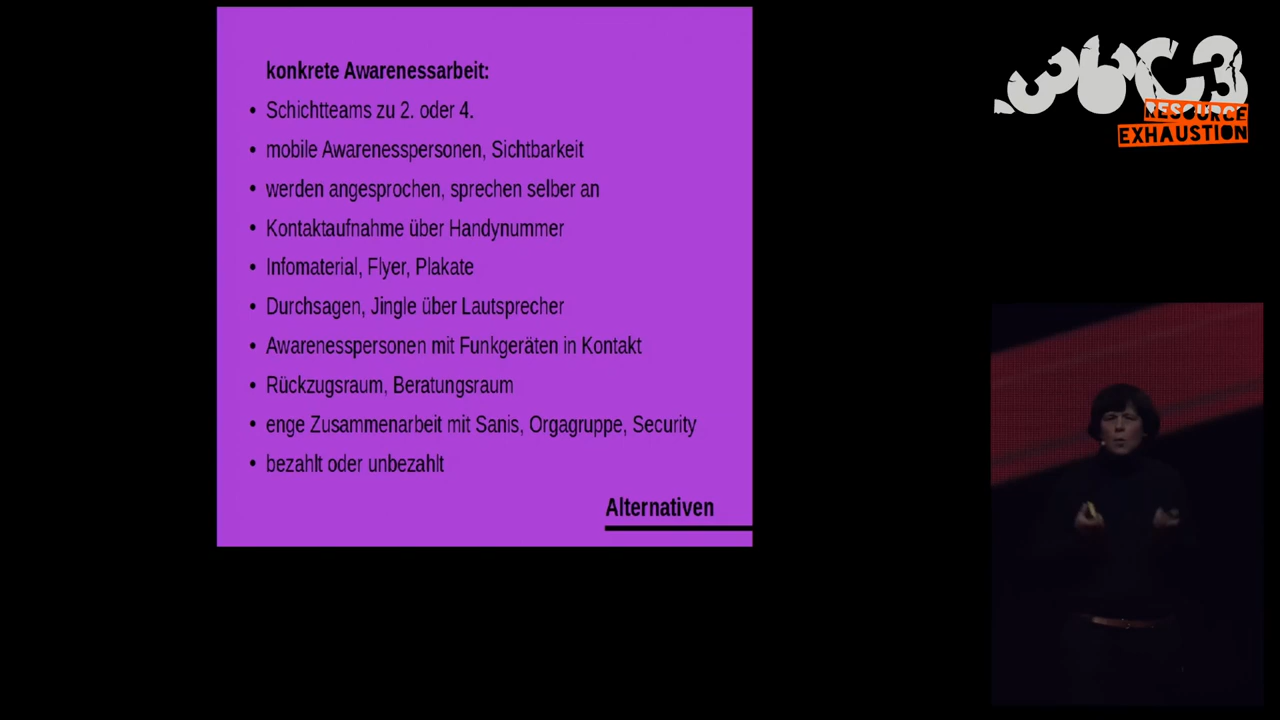 konkrete Awarenessarbeit:
• Schichtteams zu 2. oder 4.
• mobile Awarenesspersonen, Sichtbarkeit
• werden angesprochen, sprechen selber an
• Kontaktaufnahme über Handynummer
• Infomaterial, Flyer, Plakate
• Durchsagen, Jingle über Lautsprecher
• Awarenesspersonen mit Funkgeräten in Kontakt
• Rückzugsraum, Beratungsraum
• enge Zusammenarbeit mit Sanis, Orgagruppe, Security
• bezahlt oder unbezahlt
Alternativen
36C3
RESOURCE
EXHAUSTION